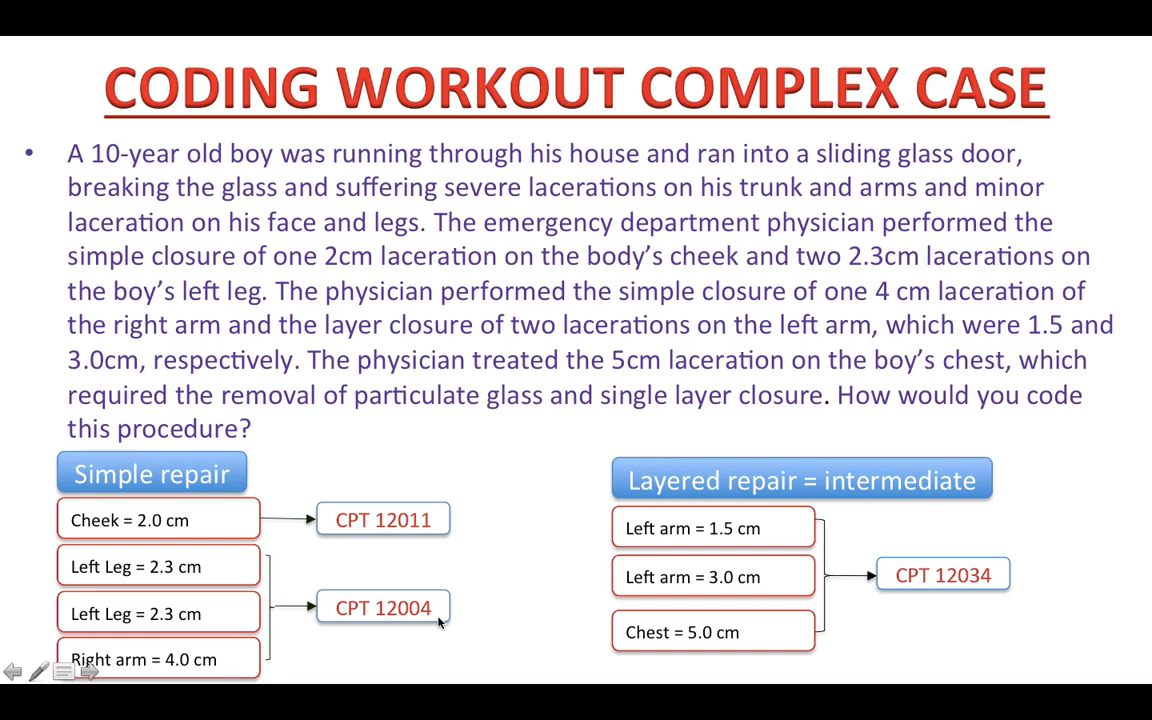 CODING WORKOUT COMPLEX CASE
• A 10-year old boy was running through his house and ran into a sliding glass door,
breaking the glass and suffering severe lacerations on his trunk and arms and minor
laceration on his face and legs. The emergency department physician performed the
simple closure of one 2cm laceration on the body's cheek and two 2.3cm lacerations on
the boy's left leg. The physician performed the simple closure of one 4 cm laceration of
the right arm and the layer closure of two lacerations on the left arm, which were 1.5 and
3.0cm, respectively. The physician treated the 5cm laceration on the boy's chest, which
required the removal of particulate glass and single layer closure. How would you code
this procedure?
Simple repair
Cheek = 2.0 cm
CPT 12011
Left Leg = 2.3 cm
Left Leg = 2.3 cm
CPT 12004
Right arm = 4.0 cm
Layered repair = intermediate
Left arm = 1.5 cm
Left arm = 3.0 cm
CPT 12034
Chest = 5.0 cm